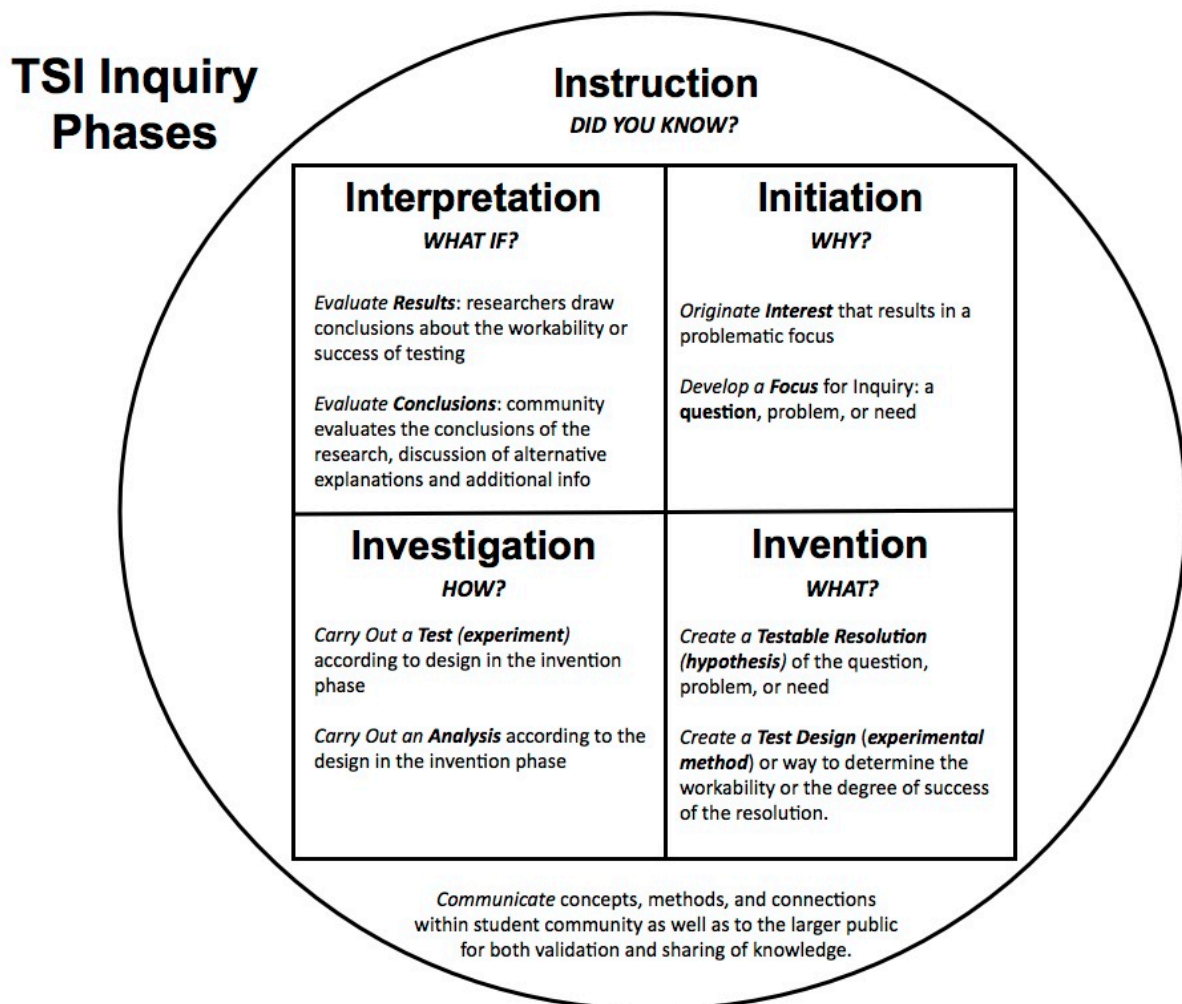 TSI Inquiry
Phases
Instruction
DID YOU KNOW?
Interpretation
WHAT IF?
Evaluate Results: researchers draw
conclusions about the workability or
success of testing
Evaluate Conclusions: community
evaluates the conclusions of the
research, discussion of alternative
explanations and additional info
Initiation
WHY?
Originate Interest that results in a
problematic focus
Develop a Focus for Inquiry: a
question, problem, or need
Investigation
HOW?
Carry Out a Test (experiment)
according to design in the invention
phase
Carry Out an Analysis according to the
design in the invention phase
Invention
WHAT?
Create a Testable Resolution
(hypothesis) of the question,
problem, or need
Create a Test Design (experimental
method) or way to determine the
workability or the degree of success
of the resolution.
Communicate concepts, methods, and connections
within student community as well as to the larger public
for both validation and sharing of knowledge.